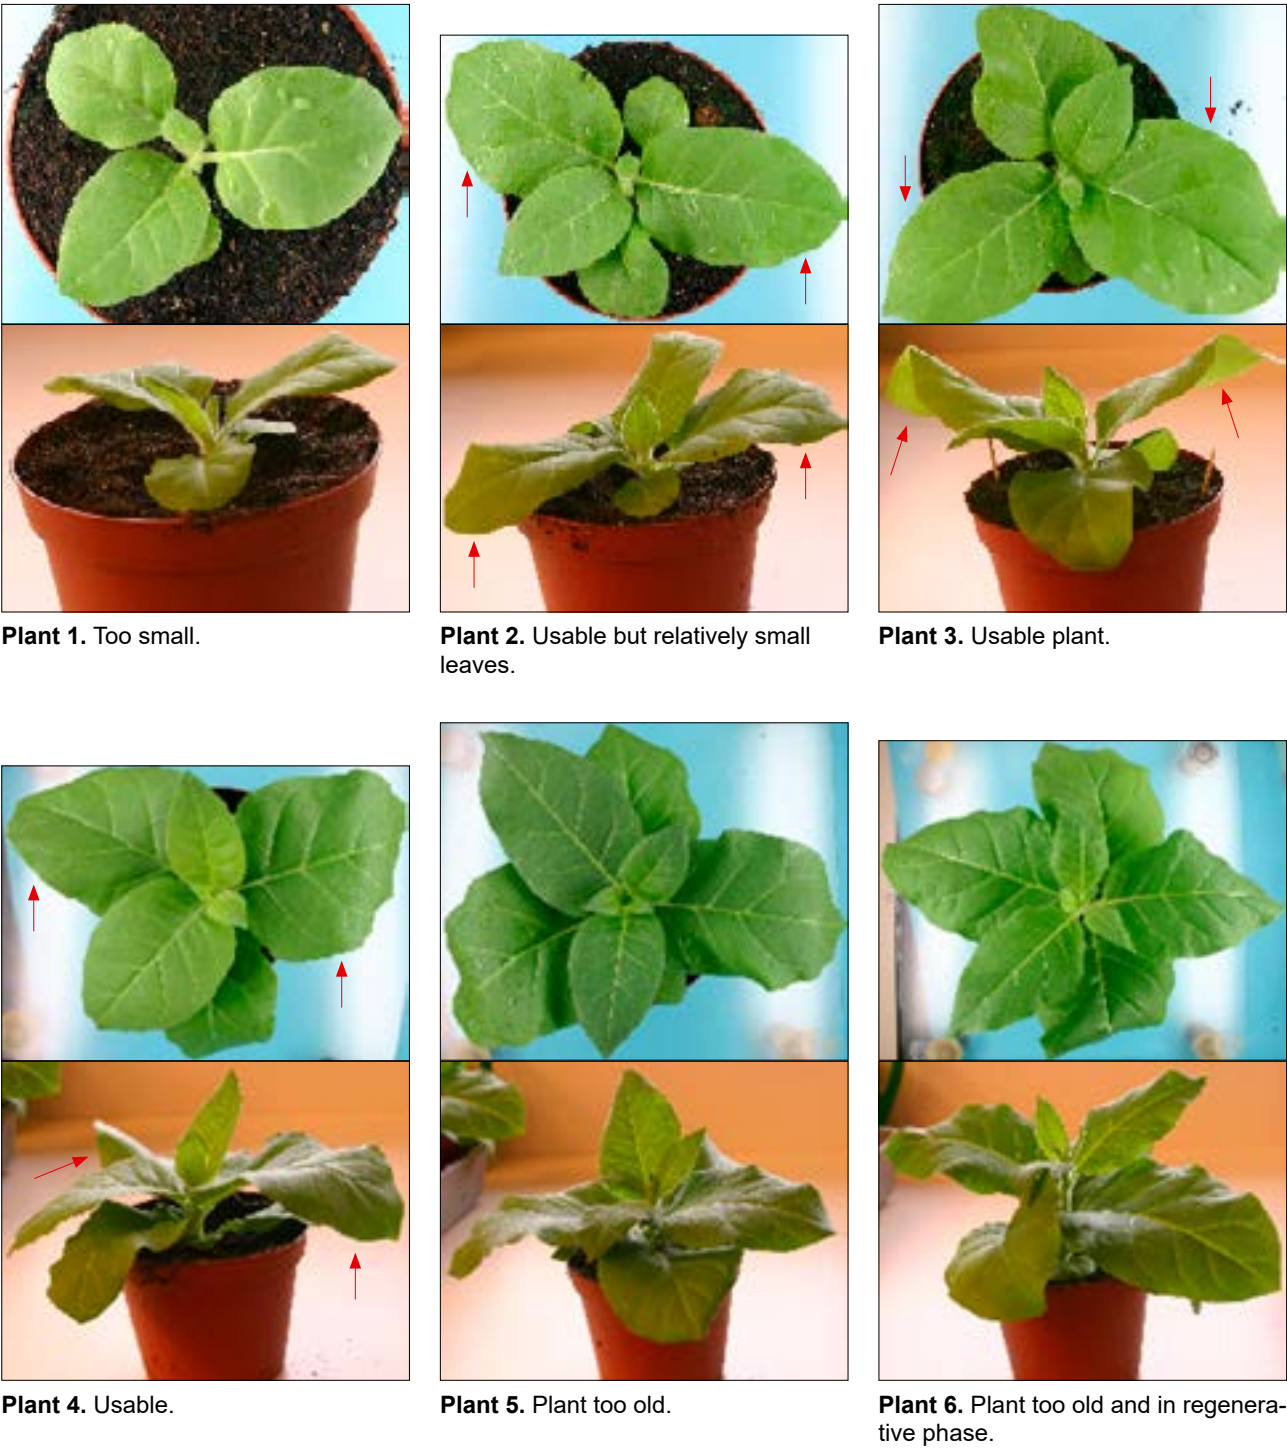 Plant 1. Too small.
Plant 2. Usable but relatively small
leaves.
Plant 3. Usable plant.
Plant 4. Usable.
Plant 5. Plant too old.
Plant 6. Plant too old and in regenera-
tive phase.